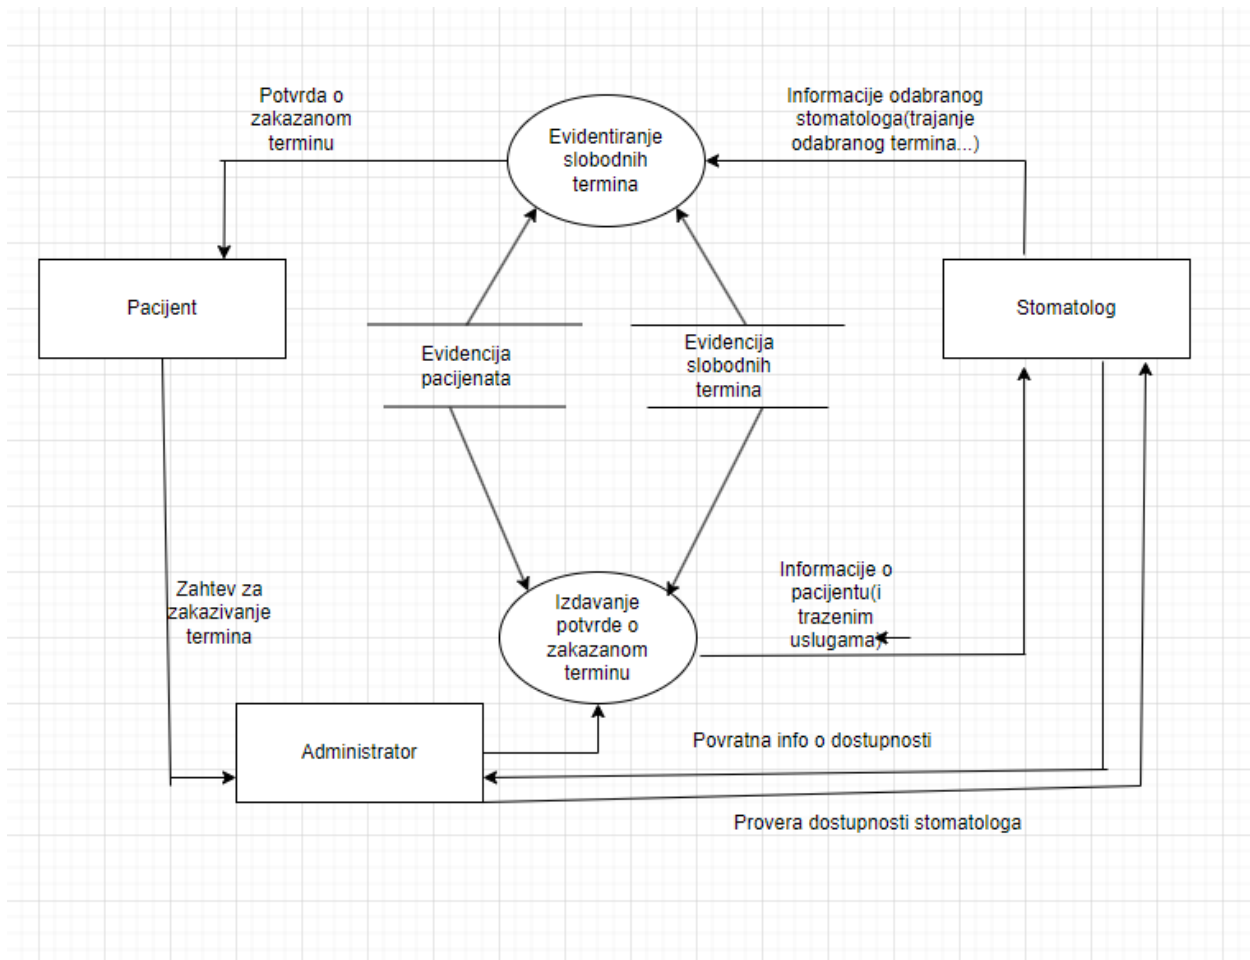 Potvrda o
zakazanom
terminu
Evidentiranje
slobodnih
termina
Informacije odabranog
stomatologa(trajanje
odabranog termina...)
Pacijent
Stomatolog
Evidencija
pacijenata
Evidencija
slobodnih
termina
Zahtev za
zakazivanje
termina
Izdavanje
potvrde o
zakazanom
terminu
Informacije o
pacijentu(i
trazenim
uslugama)
Administrator
Povratna info o dostupnosti
Provera dostupnosti stomatologa